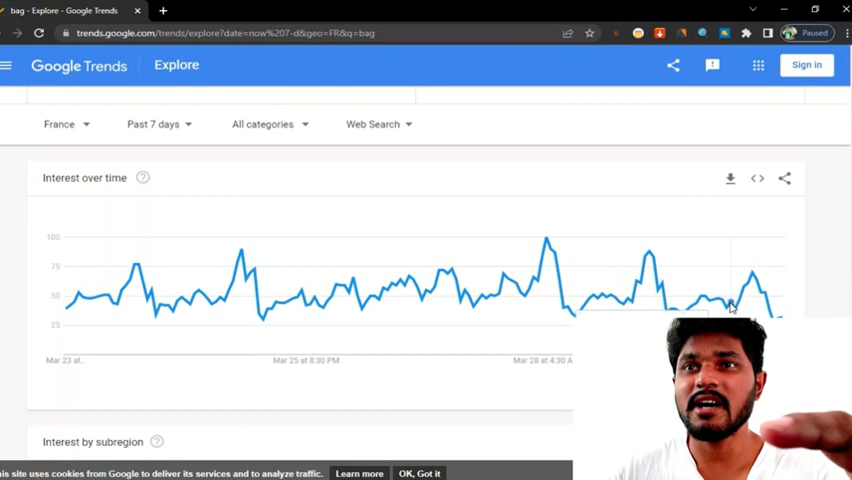 bag - Explore - Google Trends
trends.google.com/trends/explore?date=now%207-d&geo=FR&q=bag
Paused
Google Trends Explore
Sign in
France Past 7 days All categories Web Search
Interest over time
100
75
50
25
Mar 23 at... Mar 25 at 8:30 PM Mar 28 at 4:30 A
Interest by subregion
his site uses cookies from Google to deliver its services and to analyze traffic. Learn more OK, Got it